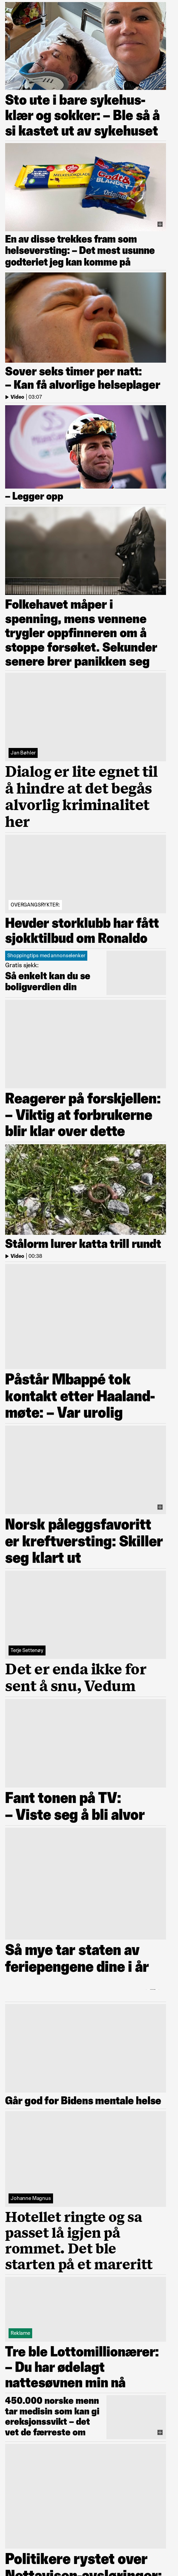 Sto ute i bare sykehus-
klær og sokker: – Ble så å
si kastet ut av sykehuset
En av disse trekkes fram som
helseversting: – Det mest usunne
godteriet jeg kan komme på
Sover seks timer per natt:
– Kan få alvorlige helseplager
Video | 03:07
– Legger opp
Folkehavet måper i
spenning, mens vennene
trygler oppfinneren om å
stoppe forsøket. Sekunder
senere brer panikken seg
Jan Bøhler
Dialog er lite egnet til
å hindre at det begås
alvorlig kriminalitet
her
OVERGANGSRYKTER:
Hevder storklubb har fått
sjokktilbud om Ronaldo
Shoppingtips med annonselenker
Gratis sjekk:
Så enkelt kan du se
boligverdien din
Reagerer på forskjellen:
– Viktig at forbrukerne
blir klar over dette
Stålorm lurer katta trill rundt
Video | 00:38
Påstår Mbappé tok
kontakt etter Haaland-
møte: – Var urolig
Norsk påleggsfavoritt
er kreftversting: Skiller
seg klart ut
Terje Settenøy
Det er enda ikke for
sent å snu, Vedum
Fant tonen på TV:
– Viste seg å bli alvor
Så mye tar staten av
feriepengene dine i år
Går god for Bidens mentale helse
Johanne Magnus
Hotellet ringte og sa
passet lå igjen på
rommet. Det ble
starten på et mareritt
Reklame
Tre ble Lottomillionærer:
– Du har ødelagt
nattesøvnen min nå
450.000 norske menn
tar medisin som kan gi
ereksjonssvikt – det
vet de færreste om
Politikere rystet over
Nettavisen-avsløringer: